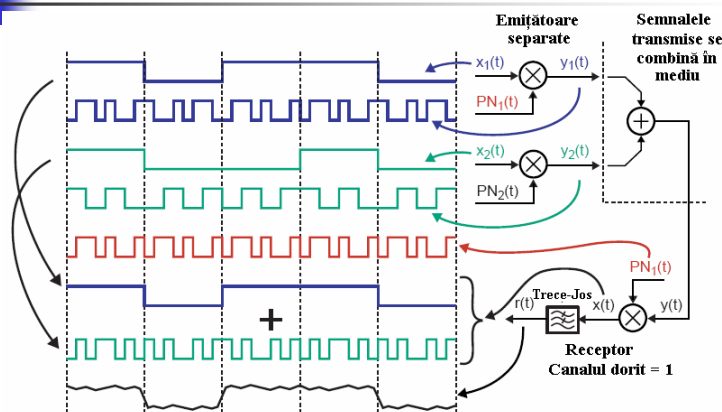 Emițătoare
separate
Semnalele
transmise se
combină în
mediu
x1(t)
y1(t)
PN1(t)
+
x2(t)
y2(t)
PN2(t)
PN1(t)
+
r(t)
Trece-Jos
x(t)
y(t)
Receptor
Canalul dorit = 1